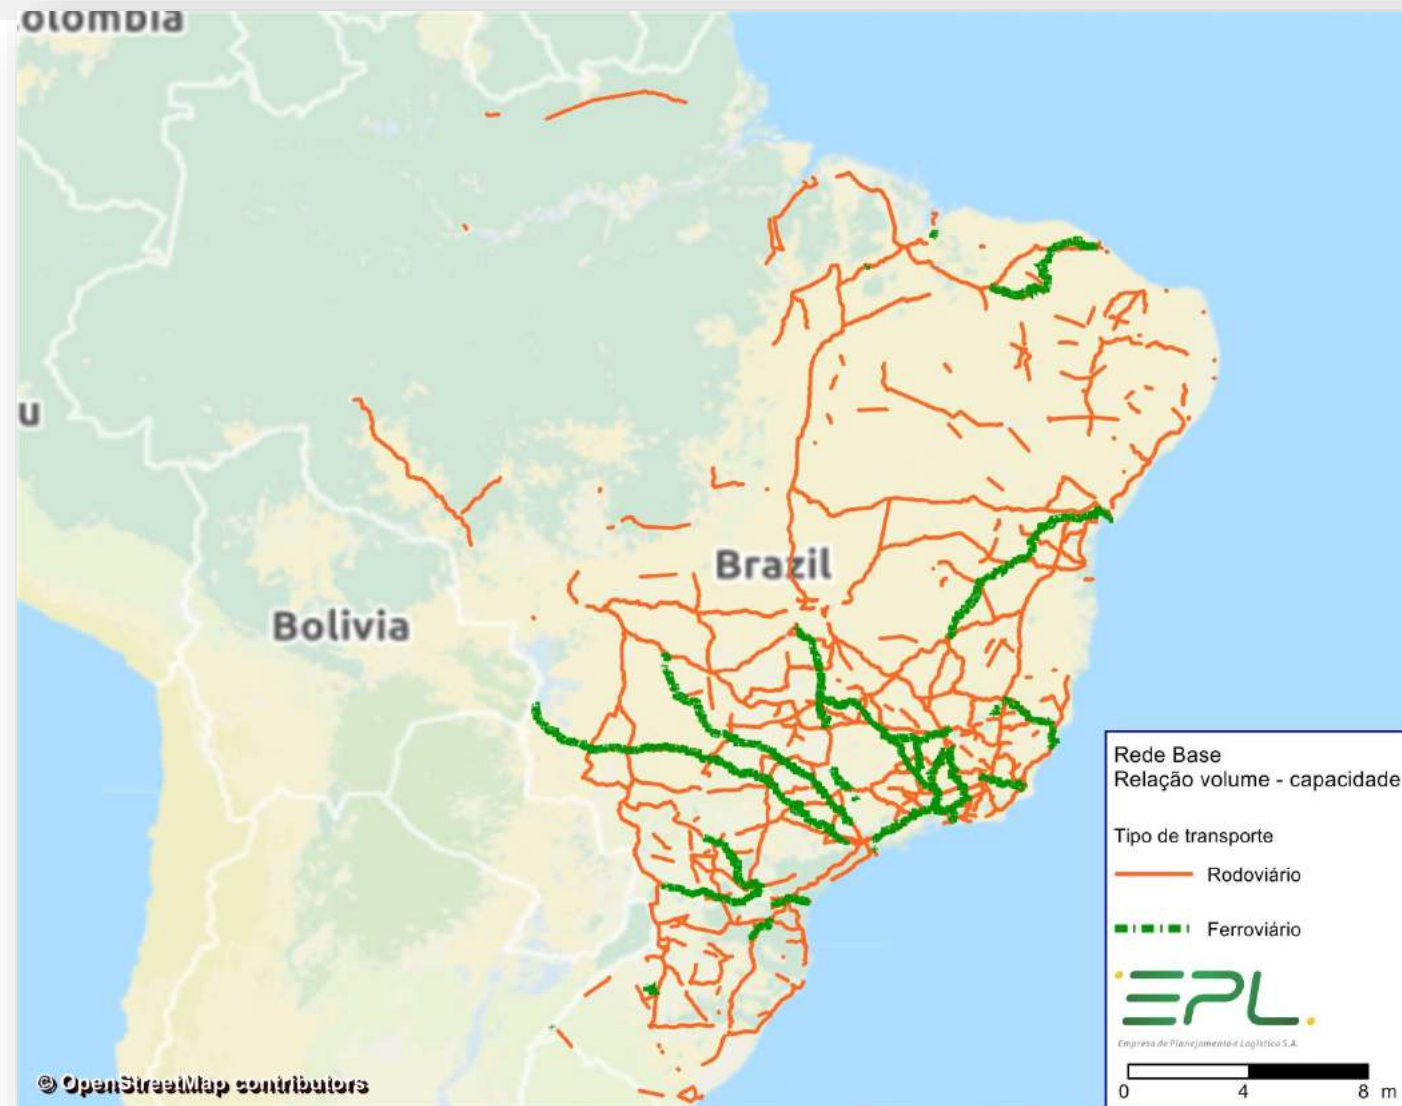 olombia
u
Brazil
Bolivia
Rede Base
Relação volume - capacidade
Tipo de transporte
Rodoviário
Ferroviário
EPL
Empresa de Planejamento e Logística S.A.
0 4 8 m
© OpenStreetMap contributors